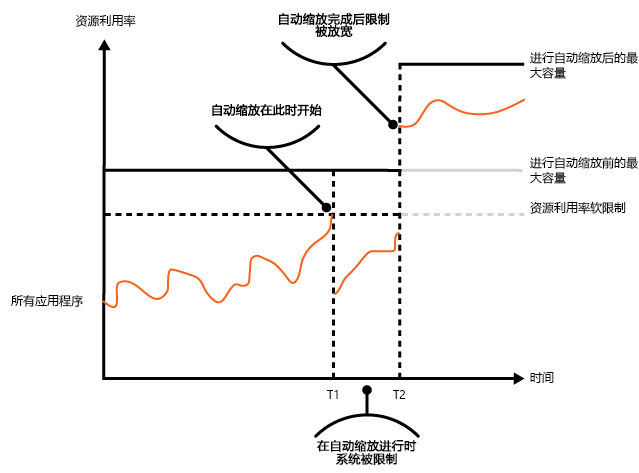 资源利用率
自动缩放完成后限制
被放宽
进行自动缩放后的最
大容量
自动缩放在此时开始
进行自动缩放前的最
大容量
资源利用率软限制
所有应用程序
时间
T1
T2
在自动缩放进行时
系统被限制